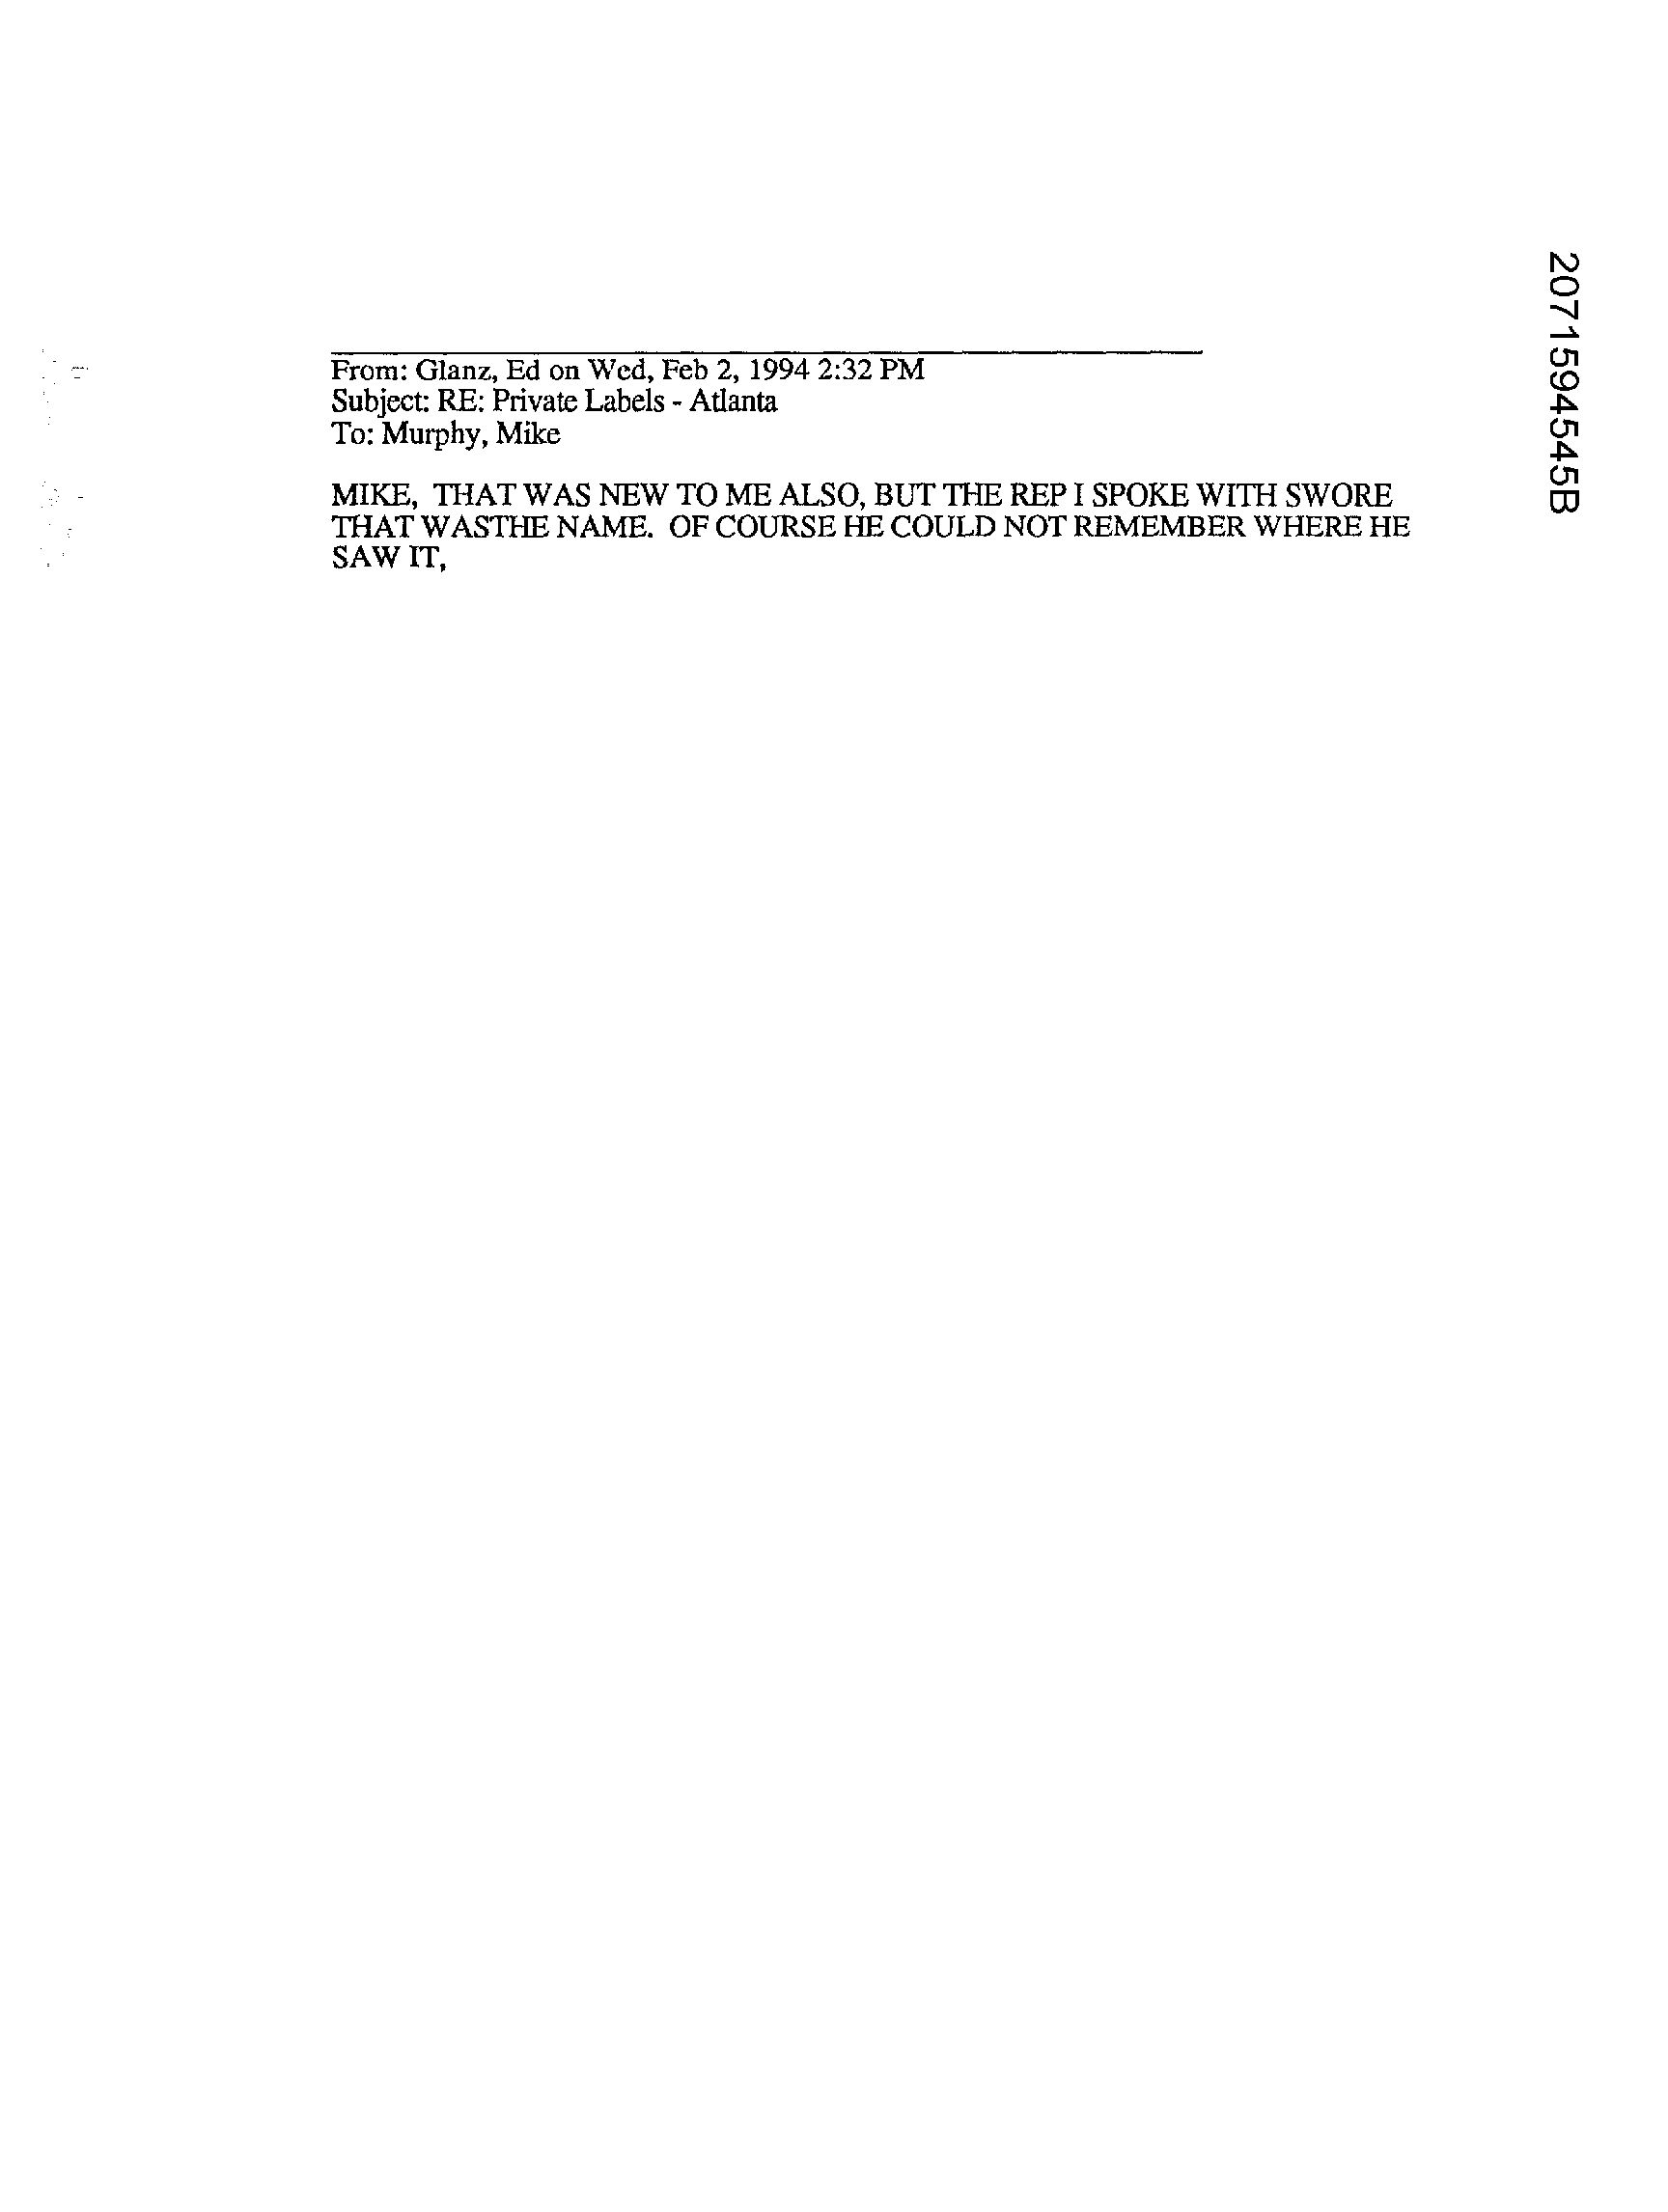 From: Glanz, Ed on Wed, Feb 2, 1994 2:32 PM
Subject: RE: Private Labels - Atlanta
To: Murphy, Mike
MIKE, THAT WAS NEW TO ME ALSO, BUT THE REP I SPOKE WITH SWORE
THAT WASTHE NAME. OF COURSE HE COULD NOT REMEMBER WHERE HE
SAW IT,
2071594545B